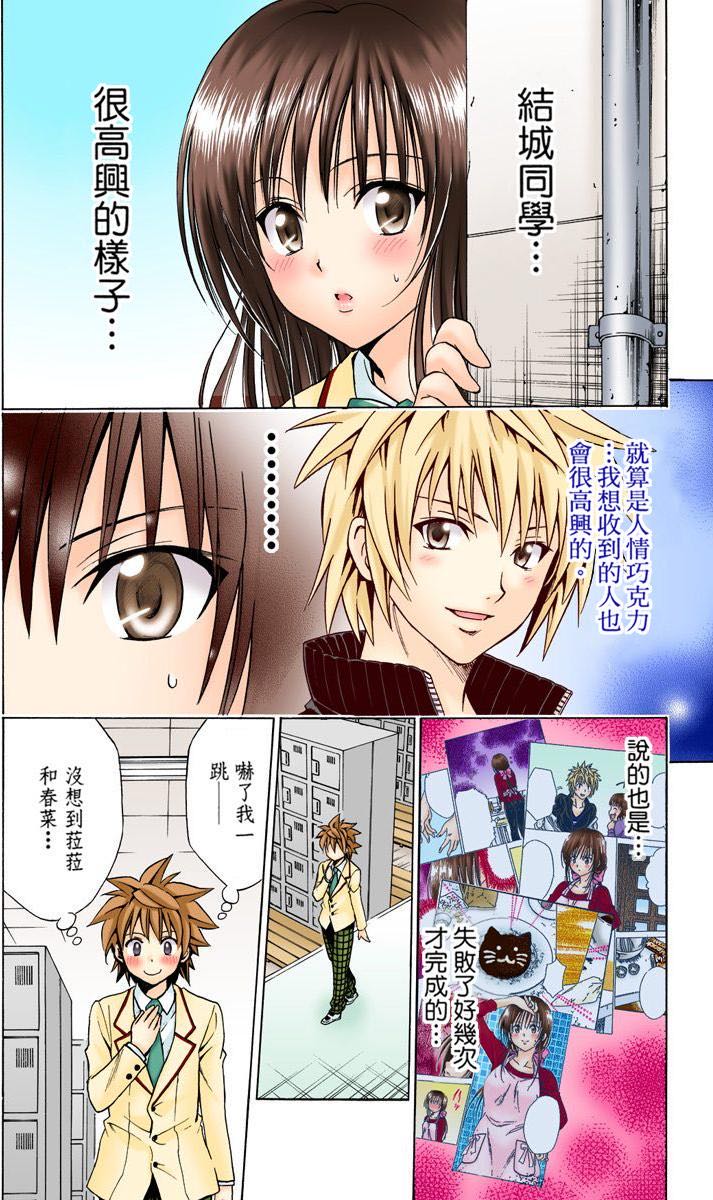 結城同學…
很高興的樣子…
就算是人情巧克力
…我想收到的人也
會很高興的。
………
說的也是…
失敗了好幾次
才完成的…
嚇了我一
跳──
沒想到菈菈
和春菜…